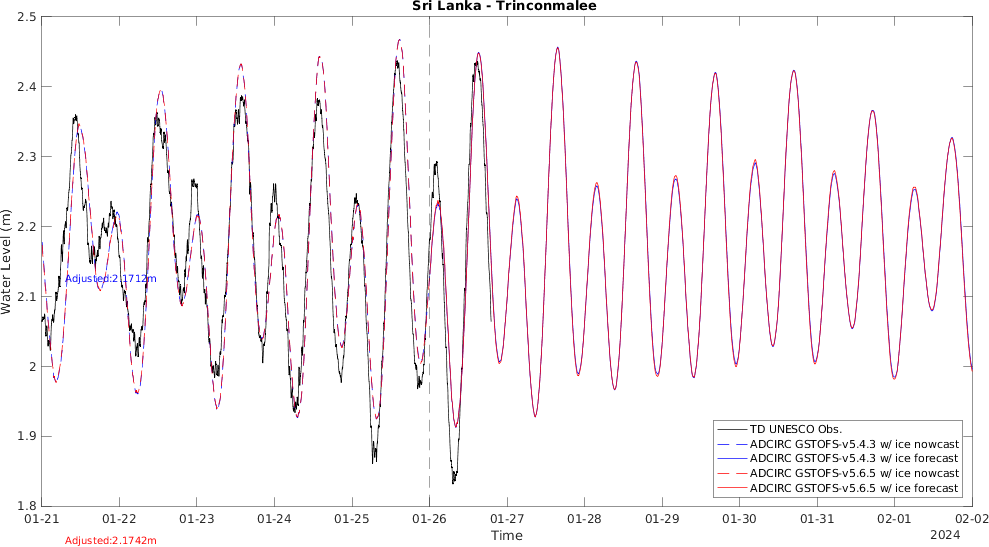 Sri Lanka - Trinconmalee
2.5
2.4
2.3
2.2
2.1
2
1.9
1.8
Water Level (m)
Adjusted:2.1712m
TD UNESCO Obs.
ADCIRC GSTOFS-v5.4.3 w/ ice nowcast
ADCIRC GSTOFS-v5.4.3 w/ ice forecast
ADCIRC GSTOFS-v5.6.5 w/ ice nowcast
ADCIRC GSTOFS-v5.6.5 w/ ice forecast
01-21 01-22 01-23 01-24 01-25 01-26 01-27 01-28 01-29 01-30 01-31 02-01 02-02
Time
2024
Adjusted:2.1742m